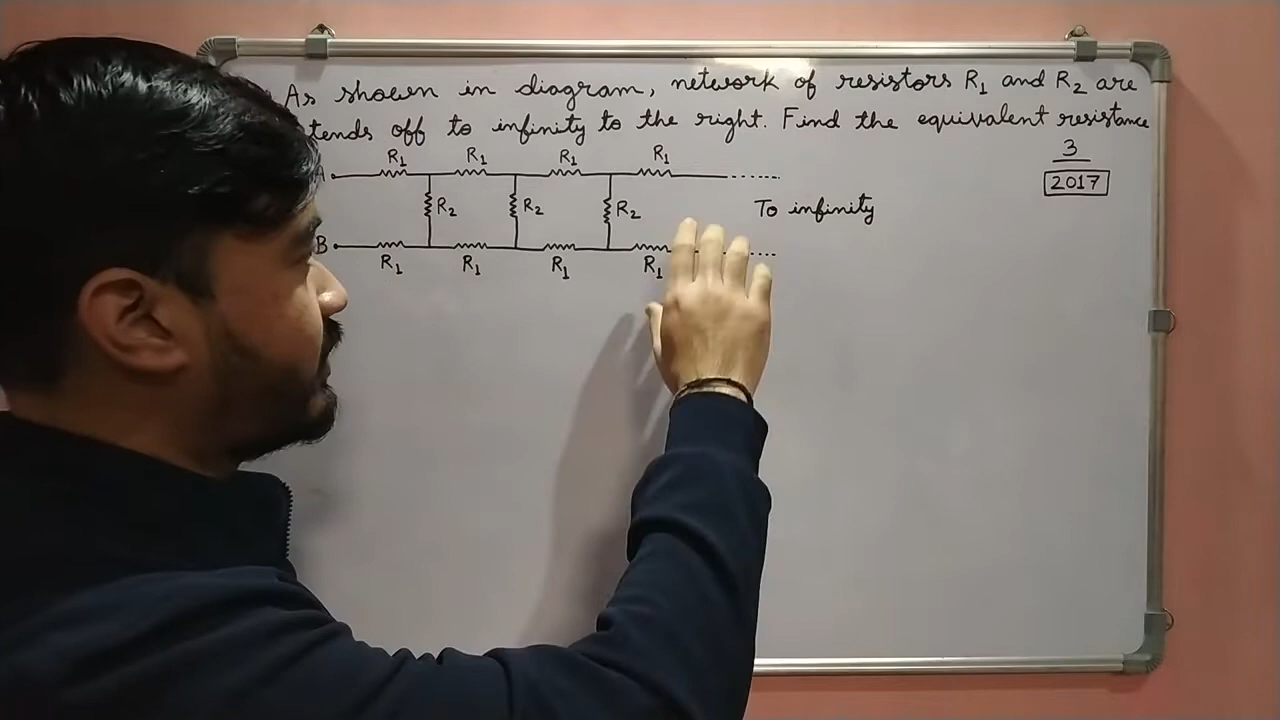 As shown in diagram, network of resistors R₁ and R₂ are
tends off to infinity to the right. Find the equivalent resistance
3
2017
R₁ R₁ R₁ R₁
A
R₂ R₂ R₂ To infinity
B
R₁ R₁ R₁ R₁